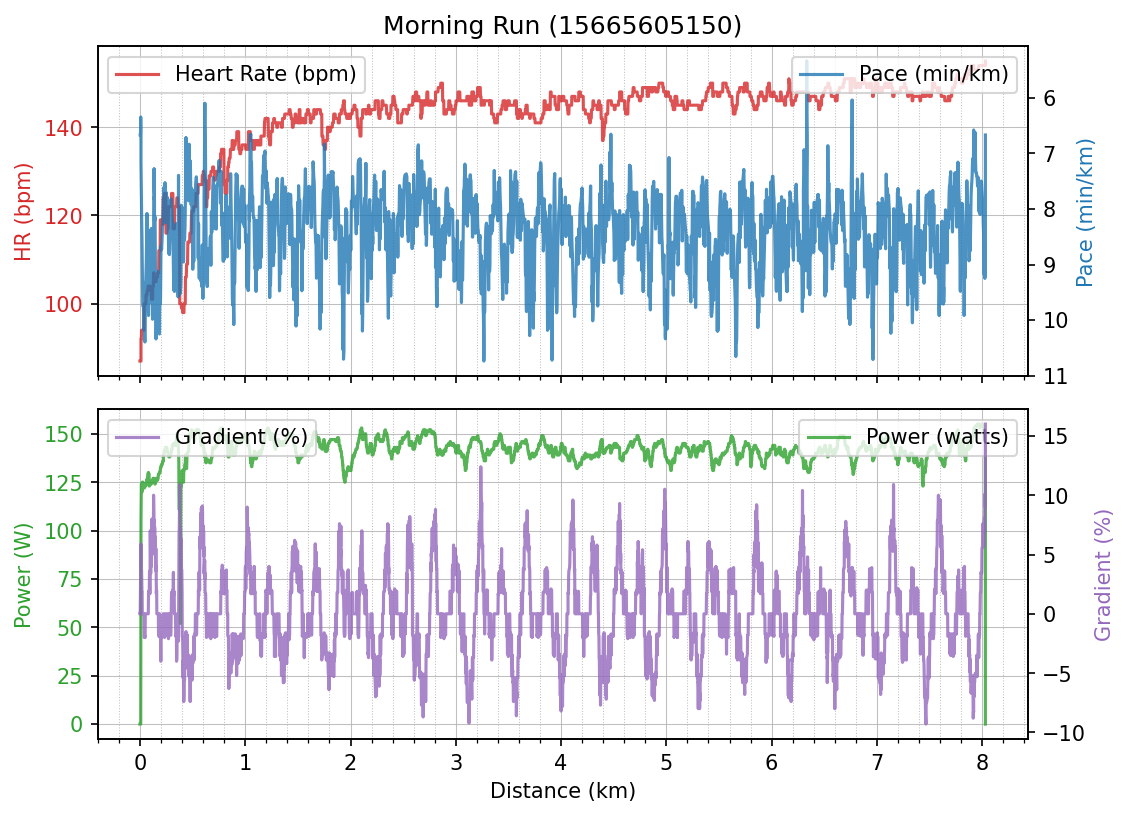 Morning Run (15665605150)
Heart Rate (bpm)
Pace (min/km)
HR (bpm)
140
120
100
6
7
8
9
10
11
Pace (min/km)
Gradient (%)
Power (watts)
Power (W)
150
125
100
75
50
25
0
15
10
5
0
−5
−10
Gradient (%)
0 1 2 3 4 5 6 7 8
Distance (km)